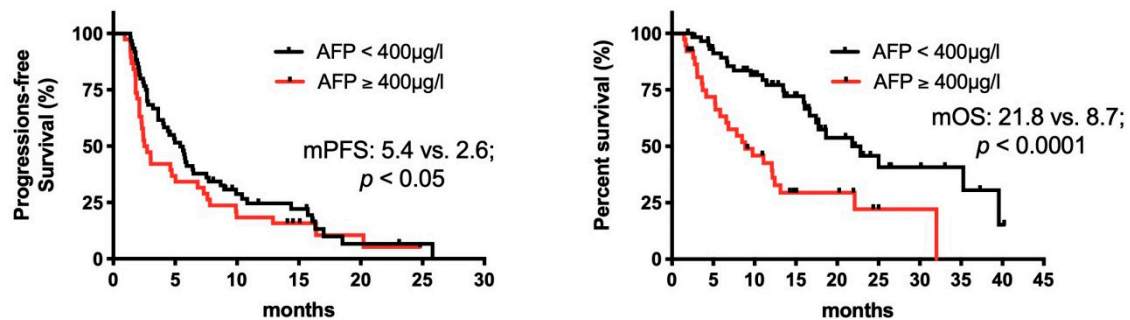 Progressions-free
Survival (%)
100
75
50
25
0
AFP < 400µg/l
AFP ≥ 400µg/l
mPFS: 5.4 vs. 2.6;
p < 0.05
0 5 10 15 20 25 30
months
Percent survival (%)
100
75
50
25
0
AFP < 400µg/l
AFP ≥ 400µg/l
mOS: 21.8 vs. 8.7;
p < 0.0001
0 5 10 15 20 25 30 35 40 45
months